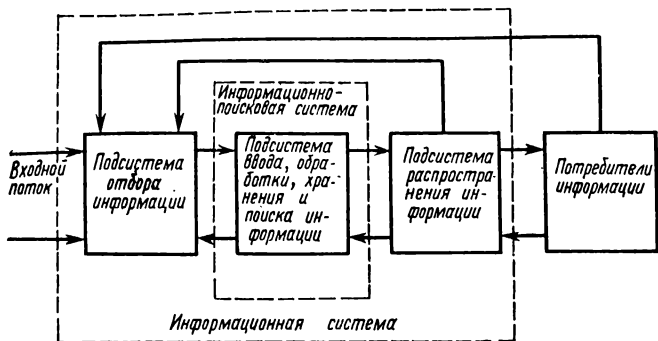 Информационно-
поисковая система
Входной
поток
Подсистема
отбора
информации
Подсистема
ввода, обра-
ботки, хра-
нения и
поиска ин-
формации
Подсистема
распростра-
нения ин-
формации
Потребители
информации
Информационная система